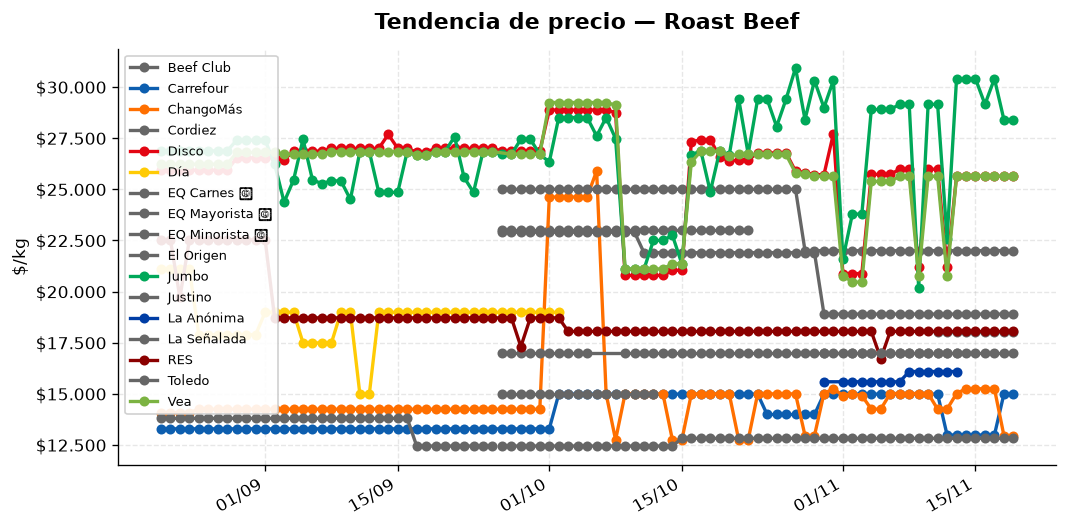 Tendencia de precio — Roast Beef
$/kg
$30.000
$27.500
$25.000
$22.500
$20.000
$17.500
$15.000
$12.500
Beef Club
Carrefour
ChangoMás
Cordiez
Disco
Día
EQ Carnes
EQ Mayorista
EQ Minorista
El Origen
Jumbo
Justino
La Anónima
La Señalada
RES
Toledo
Vea
01/09
15/09
01/10
15/10
01/11
15/11